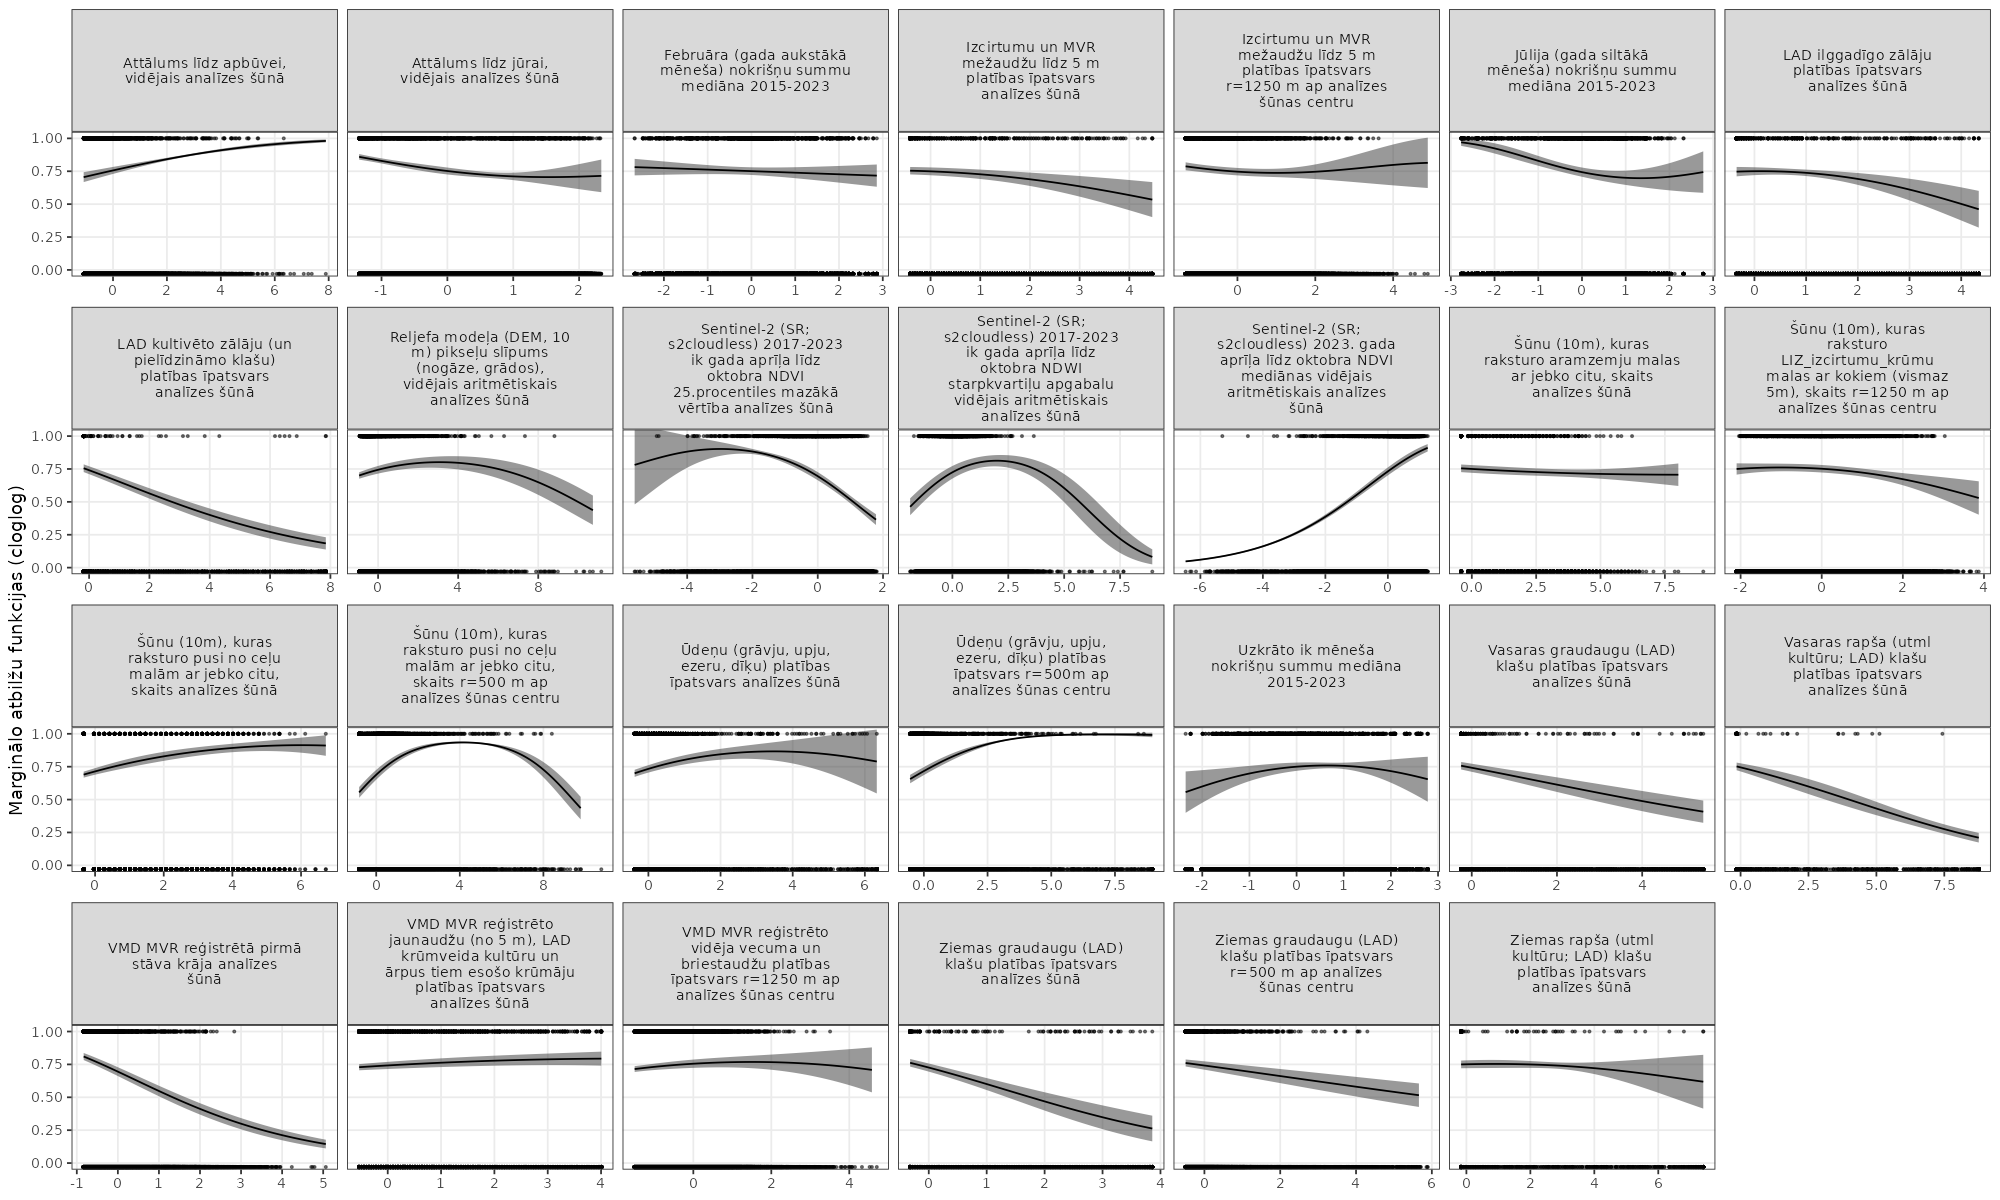 Attālums līdz apbūvei,
vidējais analīzes šūnā
Attālums līdz jūrai,
vidējais analīzes šūnā
Februāra (gada aukstākā
mēneša) nokrišņu summu
mediāna 2015-2023
Izcirtumu un MVR
mežaudžu līdz 5 m
platības īpatsvars
analīzes šūnā
Izcirtumu un MVR
mežaudžu līdz 5 m
platības īpatsvars
r=1250 m ap analīzes
šūnas centru
Jūlija (gada siltākā
mēneša) nokrišņu summu
mediāna 2015-2023
LAD ilggadīgo zālāju
platības īpatsvars
analīzes šūnā
1.00
0.75
0.50
0.25
0.00
0 2 4 6 8
-1 0 1 2
-2 -1 0 1 2 3
0 1 2 3 4
0 2 4
-3 -2 -1 0 1 2 3
0 1 2 3 4
LAD kultivēto zālāju (un
pielīdzināmo klašu)
platības īpatsvars
analīzes šūnā
Reljefa modeļa (DEM, 10
m) pikseļu slīpums
(nogāze, grādos),
vidējais aritmētiskais
analīzes šūnā
Sentinel-2 (SR;
s2cloudless) 2017-2023
ik gada aprīļa līdz
oktobra NDVI
25.procentiles mazākā
vērtība analīzes šūnā
Sentinel-2 (SR;
s2cloudless) 2017-2023
ik gada aprīļa līdz
oktobra NDWI
starpkvartiļu apgabalu
vidējais aritmētiskais
analīzes šūnā
Sentinel-2 (SR;
s2cloudless) 2023. gada
aprīļa līdz oktobra NDVI
mediānas vidējais
aritmētiskais analīzes
šūnā
Šūnu (10m), kuras
raksturo aramzemju malas
ar jebko citu, skaits
analīzes šūnā
Šūnu (10m), kuras
raksturo
LIZ_izcirtumu_krūmu
malas ar kokiem (vismaz
5m), skaits r=1250 m ap
analīzes šūnas centru
1.00
0.75
0.50
0.25
0.00
0 2 4 6 8
0 4 8
-4 -2 0 2
0.0 2.5 5.0 7.5
-6 -4 -2 0
0.0 2.5 5.0 7.5
-2 0 2 4
Marginālo atbilžu funkcijas (cloglog)
Šūnu (10m), kuras
raksturo pusi no ceļu
malām ar jebko citu,
skaits analīzes šūnā
Šūnu (10m), kuras
raksturo pusi no ceļu
malām ar jebko citu,
skaits r=500 m ap
analīzes šūnas centru
Ūdeņu (grāvju, upju,
ezeru, dīķu) platības
īpatsvars analīzes šūnā
Ūdeņu (grāvju, upju,
ezeru, dīķu) platības
īpatsvars r=500m ap
analīzes šūnas centru
Uzkrāto ik mēneša
nokrišņu summu mediāna
2015-2023
Vasaras graudaugu (LAD)
klašu platības īpatsvars
analīzes šūnā
Vasaras rapša (utml
kultūru; LAD) klašu
platības īpatsvars
analīzes šūnā
1.00
0.75
0.50
0.25
0.00
0 2 4 6
0 4 8
0 2 4 6
0.0 2.5 5.0 7.5
-2 -1 0 1 2 3
0 2 4
0.0 2.5 5.0 7.5
VMD MVR reģistrētā pirmā
stāva krāja analīzes
šūnā
VMD MVR reģistrēto
jaunaudžu (no 5 m), LAD
krūmveida kultūru un
ārpus tiem esošo krūmāju
platības īpatsvars
analīzes šūnā
VMD MVR reģistrēto
vidēja vecuma un
briestaudžu platības
īpatsvars r=1250 m ap
analīzes šūnas centru
Ziemas graudaugu (LAD)
klašu platības īpatsvars
analīzes šūnā
Ziemas graudaugu (LAD)
klašu platības īpatsvars
r=500 m ap analīzes
šūnas centru
Ziemas rapša (utml
kultūru; LAD) klašu
platības īpatsvars
analīzes šūnā
1.00
0.75
0.50
0.25
0.00
-1 0 1 2 3 4 5
0 1 2 3 4
0 2 4
0 1 2 3 4
0 2 4 6
0 2 4 6